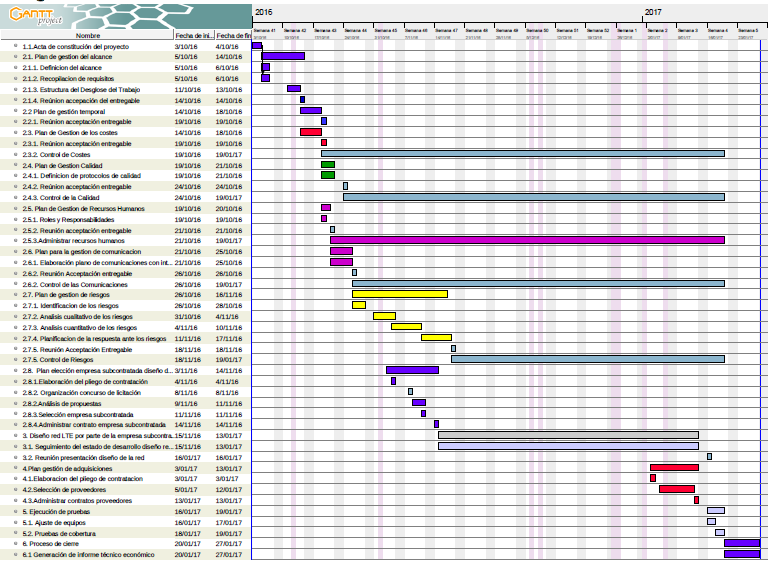 GANTT project
2016
2017
Nombre Fecha de ini... Fecha de fin
Semana 41 Semana 42 Semana 43 Semana 44 Semana 45 Semana 46 Semana 47 Semana 48 Semana 49 Semana 50 Semana 51 Semana 52 Semana 1 Semana 2 Semana 3 Semana 4 Semana 5
1.1.Acta de constitución del proyecto 3/10/16 4/10/16
2.1. Plan de gestión del alcance 5/10/16 14/10/16
2.1.1. Definicion del alcance 5/10/16 6/10/16
2.1.2. Recopilacion de requisitos 5/10/16 6/10/16
2.1.3. Estructura del Desglose del Trabajo 11/10/16 13/10/16
2.1.4. Reúnion accepación del entregable 14/10/16 14/10/16
2.2 Plan de gestión temporal 14/10/16 18/10/16
2.2.1. Reúnion acceptación entregable 19/10/16 19/10/16
2.3. Plan de Gestion de los costes 14/10/16 18/10/16
2.3.1. Reúnion acceptación entregable 19/10/16 19/10/16
2.3.2. Control de Costes 19/10/16 19/01/17
2.4. Plan de Gestion Calidad 19/10/16 21/10/16
2.4.1. Definicion de protocolos de calidad 19/10/16 21/10/16
2.4.2. Reúnion acceptación entregable 24/10/16 24/10/16
2.4.3. Control de la Calidad 24/10/16 19/01/17
2.5. Plan de Gestion de Recursos Humanos 19/10/16 20/10/16
2.5.1. Roles y Responsabilidades 19/10/16 19/10/16
2.5.2. Reunión acceptación entregable 21/10/16 21/10/16
2.5.3.Administrar recursos humanos 21/10/16 19/01/17
2.6. Plan para la gestion de comunicacion 21/10/16 25/10/16
2.6.1. Elaboración plano de comunicaciones con int... 21/10/16 25/10/16
2.6.2. Reunión Acceptación entregable 26/10/16 26/10/16
2.6.2. Control de las Comunicaciones 26/10/16 19/01/17
2.7. Plan de gestion de riesgos 26/10/16 16/11/16
2.7.1. Identificacion de los riesgos 26/10/16 28/10/16
2.7.2. Analisis cualitativo de los riesgos 31/10/16 4/11/16
2.7.3. Analisis cuantitativo de los riesgos 4/11/16 10/11/16
2.7.4. Planificacion de la respuesta ante los riesgos 11/11/16 17/11/16
2.7.5. Reunión Acceptación Entregable 18/11/16 18/11/16
2.7.5. Control de Riesgos 18/11/16 19/01/17
2.8. Plan elección empresa subcontratada diseño d... 3/11/16 14/11/16
2.8.1.Elaboración del pliego de contratación 4/11/16 4/11/16
2.8.2. Organización concurso de licitación 8/11/16 8/11/16
2.8.2.Análisis de propuestas 9/11/16 11/11/16
2.8.3.Selección empresa subcontratada 11/11/16 11/11/16
2.8.4.Administrar contrato empresa subcontratada 14/11/16 14/11/16
3. Diseño red LTE por parte de la empresa subcontra... 15/11/16 13/01/17
3.1. Seguimiento del estado de desarrollo diseño re... 15/11/16 13/01/17
3.2. Reunión presentación diseño de la red 16/01/17 16/01/17
4.Plan gestión de adquisiciones 3/01/17 13/01/17
4.1.Elaboracion del pliego de contratacion 3/01/17 3/01/17
4.2.Selección de proveedores 5/01/17 12/01/17
4.3.Administrar contratos proveedores 13/01/17 13/01/17
5. Ejecución de pruebas 16/01/17 19/01/17
5.1. Ajuste de equipos 16/01/17 17/01/17
5.2. Pruebas de cobertura 18/01/17 19/01/17
6. Proceso de cierre 20/01/17 27/01/17
6.1 Generación de informe técnico económico 20/01/17 27/01/17